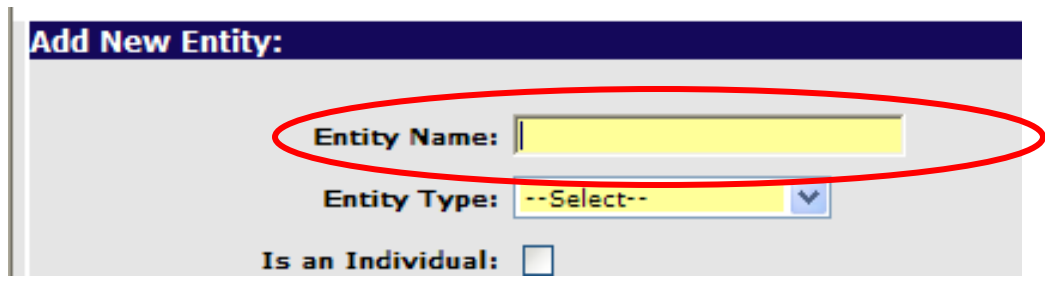 Add New Entity:
Entity Name:
Entity Type: --Select--
Is an Individual: